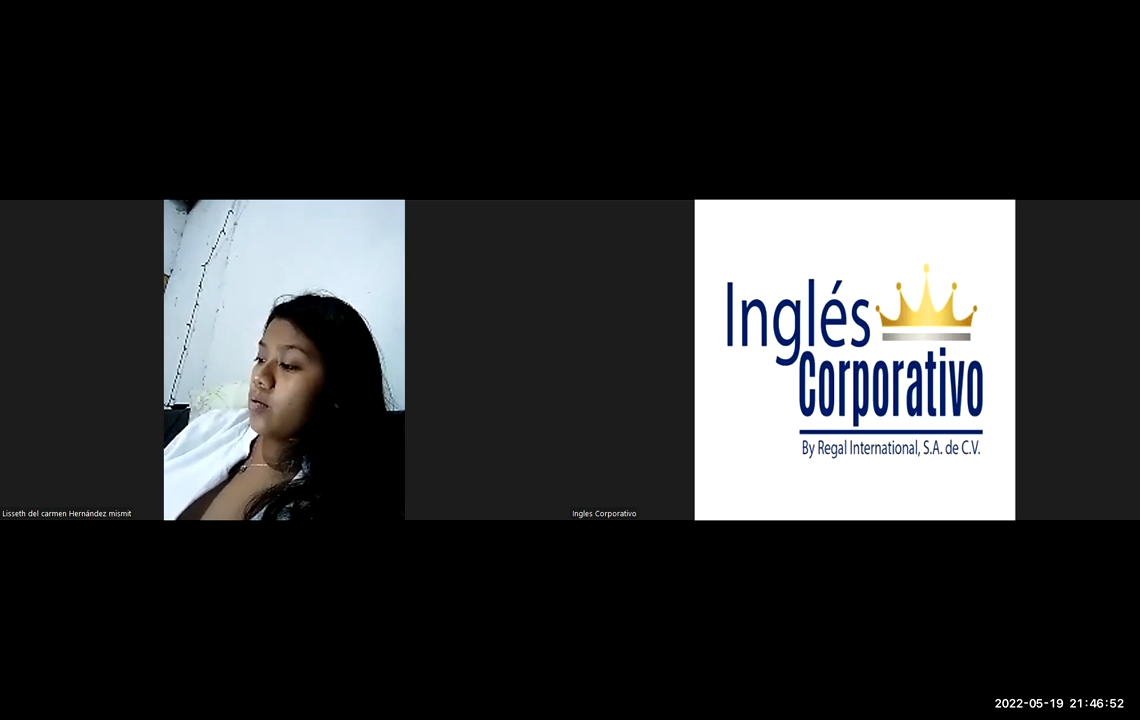 Inglés
Corporativo
By Regal International, S.A. de C.V.
Lisseth del carmen Hernández mismit
Ingles Corporativo
2022-05-19 21:46:52